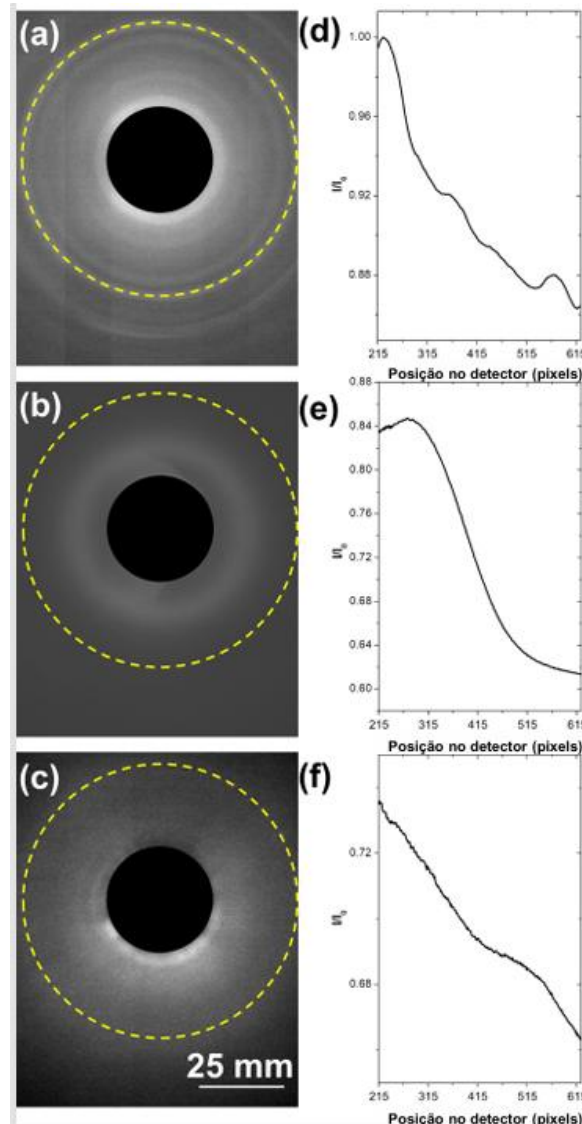 (a)
(d)
1.00
0.96
0.92
0.88
I/I₀
215 315 415 515 615
Posição no detector (pixels)
(b)
(e)
0.88
0.84
0.80
0.76
0.72
0.68
0.64
0.60
I/I₀
215 315 415 515 615
Posição no detector (pixels)
(c)
(f)
0.72
0.68
I/I₀
25 mm
215 315 415 515 615
Posição no detector (pixels)